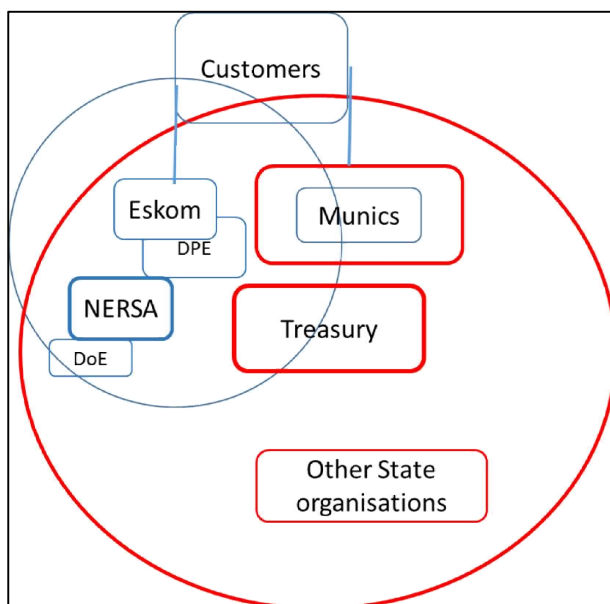 Customers
Eskom
Munics
DPE
NERSA
Treasury
DoE
Other State
organisations